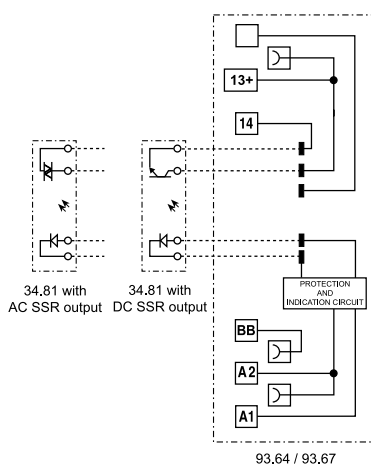 13+
14
34.81 with
AC SSR output
34.81 with
DC SSR output
PROTECTION
AND
INDICATION CIRCUIT
BB
A2
A1
93.64 / 93.67